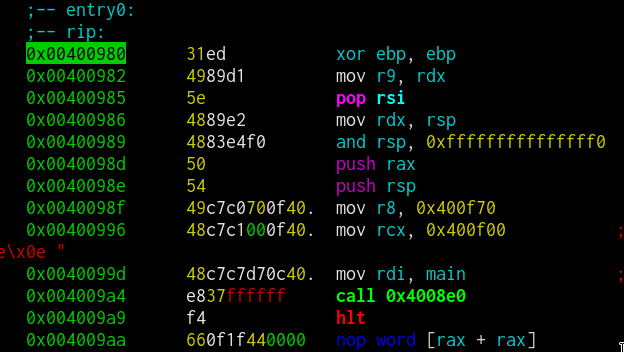 ;-- entry0:
;-- rip:
0x00400980 31ed xor ebp, ebp
0x00400982 4989d1 mov r9, rdx
0x00400985 5e pop rsi
0x00400986 4889e2 mov rdx, rsp
0x00400989 4883e4f0 and rsp, 0xfffffffffffffff0
0x0040098d 50 push rax
0x0040098e 54 push rsp
0x0040098f 49c7c0700f40. mov r8, 0x400f70
0x00400996 48c7c1000f40. mov rcx, 0x400f00 ;
e\x0e "
0x0040099d 48c7c7d70c40. mov rdi, main ;
0x004009a4 e837ffffff call 0x4008e0
0x004009a9 f4 hlt
0x004009aa 660f1f440000 nop word [rax + rax]